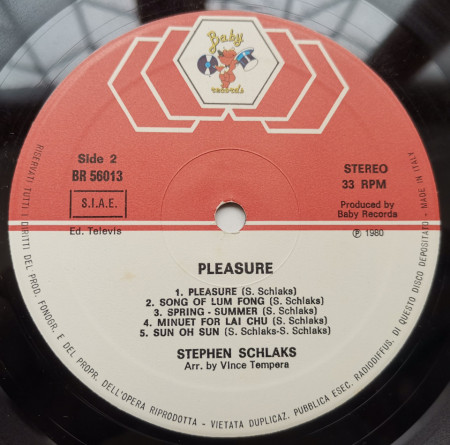 Baby
records
Side 2
BR 56013
S.I.A.E.
Ed. Televis
STEREO
33 RPM
Produced by
Baby Records
℗ 1980
PLEASURE
1. PLEASURE (S. Schlaks)
2. SONG OF LUM FONG (S. Schlaks)
3. SPRING - SUMMER (S. Schlaks)
4. MINUET FOR LAI CHU (S. Schlaks)
5. SUN OH SUN (S. Schlaks-S. Schlaks)
STEPHEN SCHLAKS
Arr. by Vince Tempera
RISERVATI TUTTI I DIRITTI DEL PROD. FONOGR. E DEL PROPR. DELL'OPERA RIPRODOTTA - VIETATA DUPLICAZ. PUBBLICA ESEC. RADIODIFFUS. DI QUESTO DISCO DEPOSITATO - MADE IN ITALY